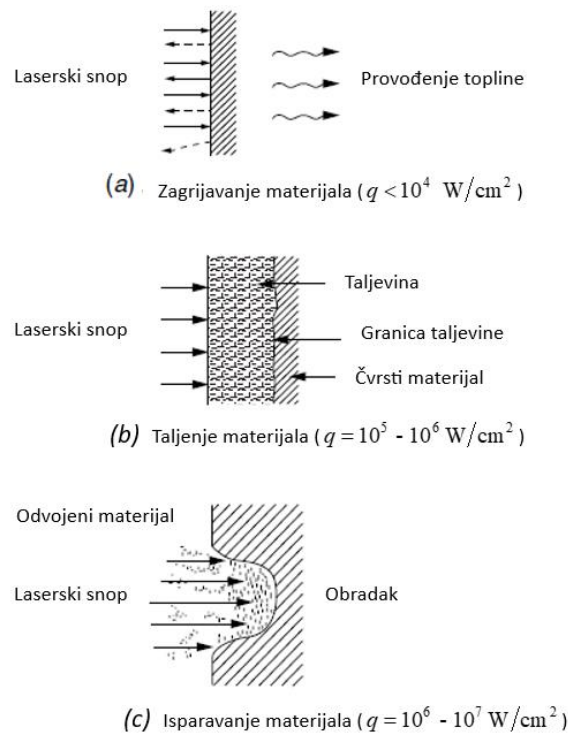 Laserski snop
Provođenje topline
(a) Zagrijavanje materijala ( q < 10⁴ W/cm² )
Taljevina
Laserski snop
Granica taljevine
Čvrsti materijal
(b) Taljenje materijala ( q = 10⁵ - 10⁶ W/cm² )
Odvojeni materijal
Laserski snop
Obradak
(c) Isparavanje materijala ( q = 10⁶ - 10⁷ W/cm² )